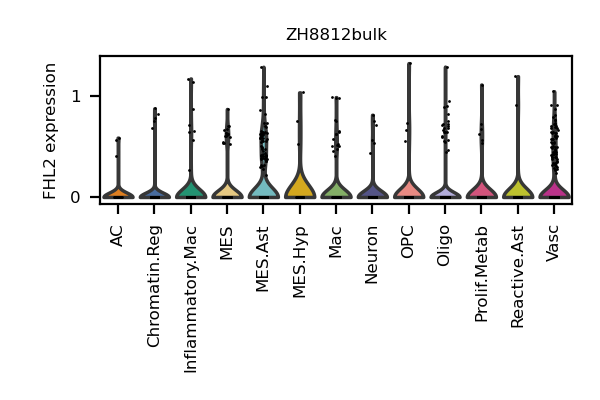 ZH8812bulk
FHL2 expression
1
0
AC
Chromatin.Reg
Inflammatory.Mac
MES
MES.Ast
MES.Hyp
Mac
Neuron
OPC
Oligo
Prolif.Metab
Reactive.Ast
Vasc